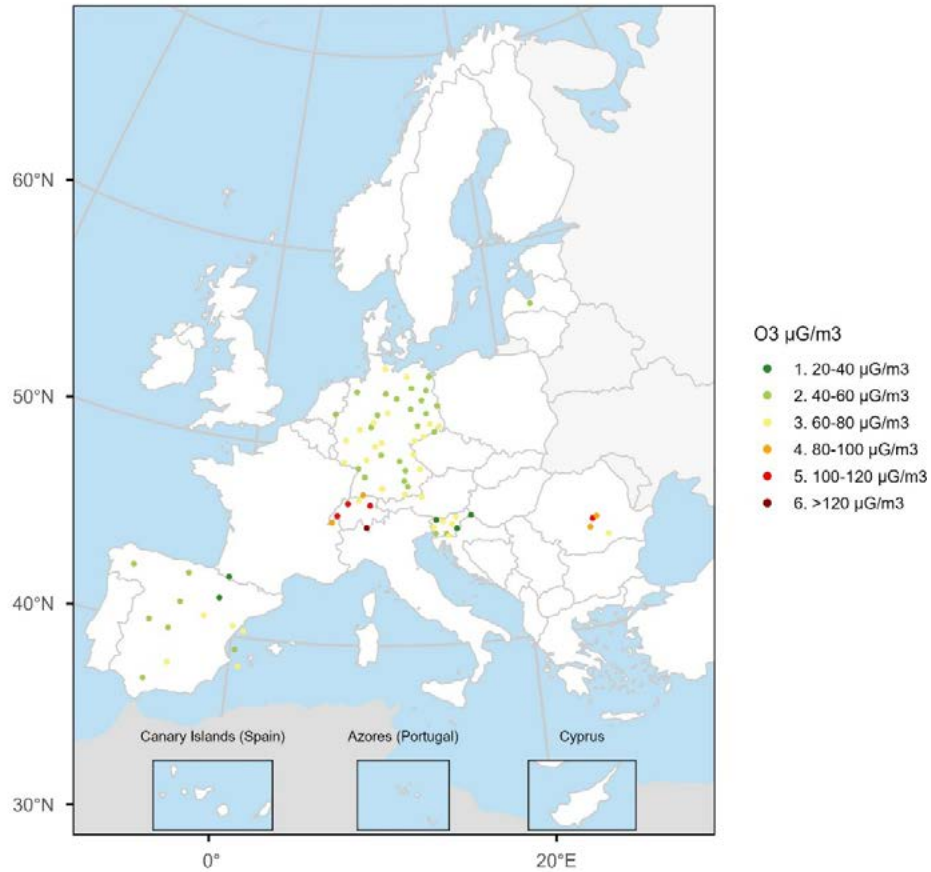 60°N
50°N
40°N
30°N
0°
20°E
Canary Islands (Spain)
Azores (Portugal)
Cyprus
O3 µG/m3
1. 20-40 µG/m3
2. 40-60 µG/m3
3. 60-80 µG/m3
4. 80-100 µG/m3
5. 100-120 µG/m3
6. >120 µG/m3